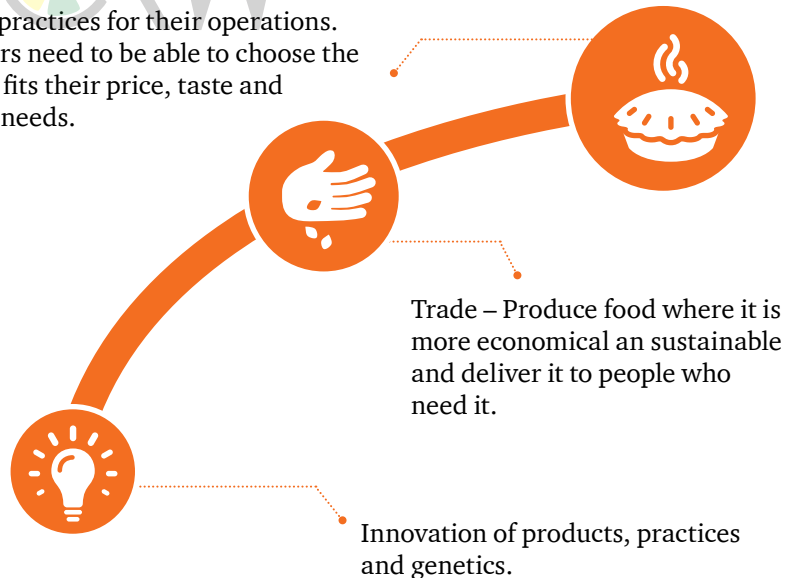 practices for their operations.
rs need to be able to choose the
fits their price, taste and
needs.
Trade – Produce food where it is
more economical an sustainable
and deliver it to people who
need it.
Innovation of products, practices
and genetics.